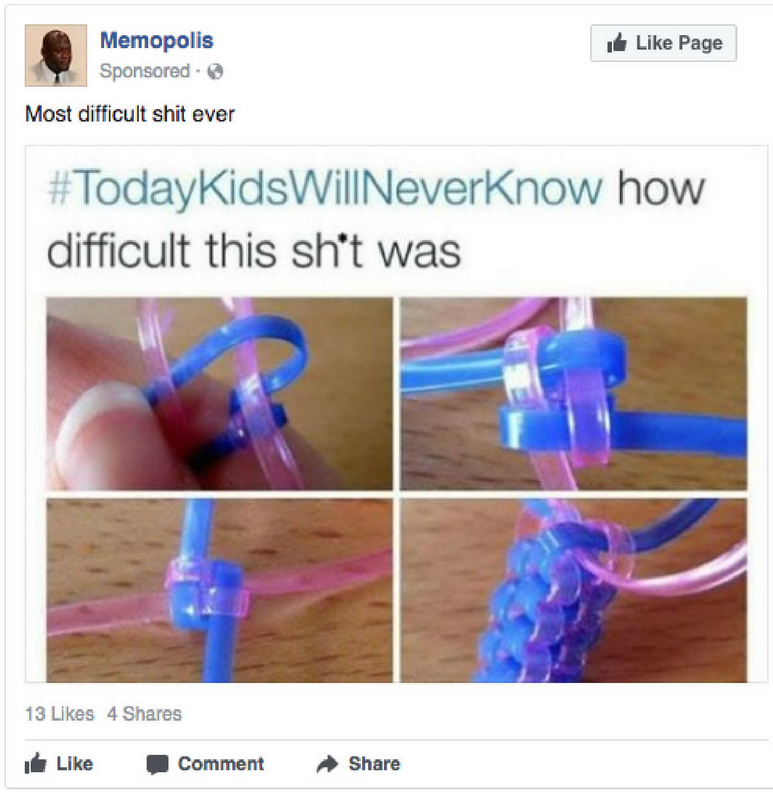 Memopolis
Like Page
Sponsored ·
Most difficult shit ever
#TodayKidsWillNeverKnow how
difficult this sh*t was
13 Likes 4 Shares
Like Comment Share